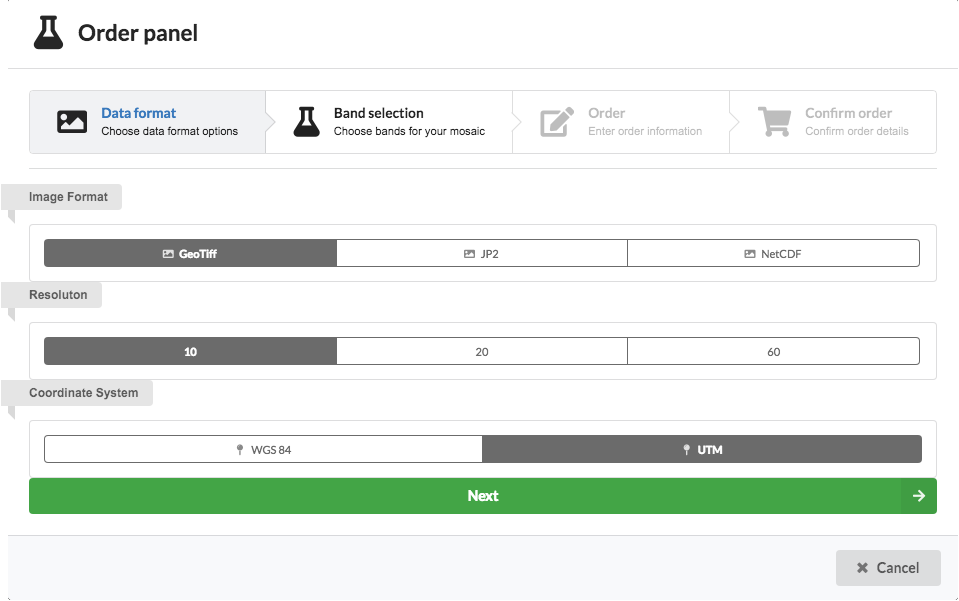 Order panel
Data format
Choose data format options
Band selection
Choose bands for your mosaic
Order
Enter order information
Confirm order
Confirm order details
Image Format
GeoTiff
JP2
NetCDF
Resoluton
10
20
60
Coordinate System
WGS 84
UTM
Next
Cancel